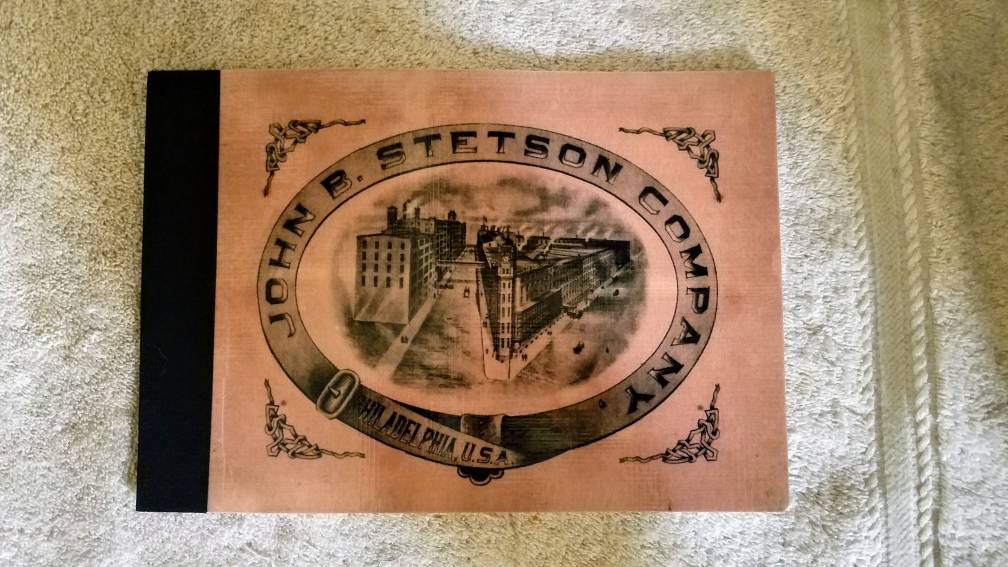 JOHN B. STETSON COMPANY,
PHILADELPHIA, U.S.A.